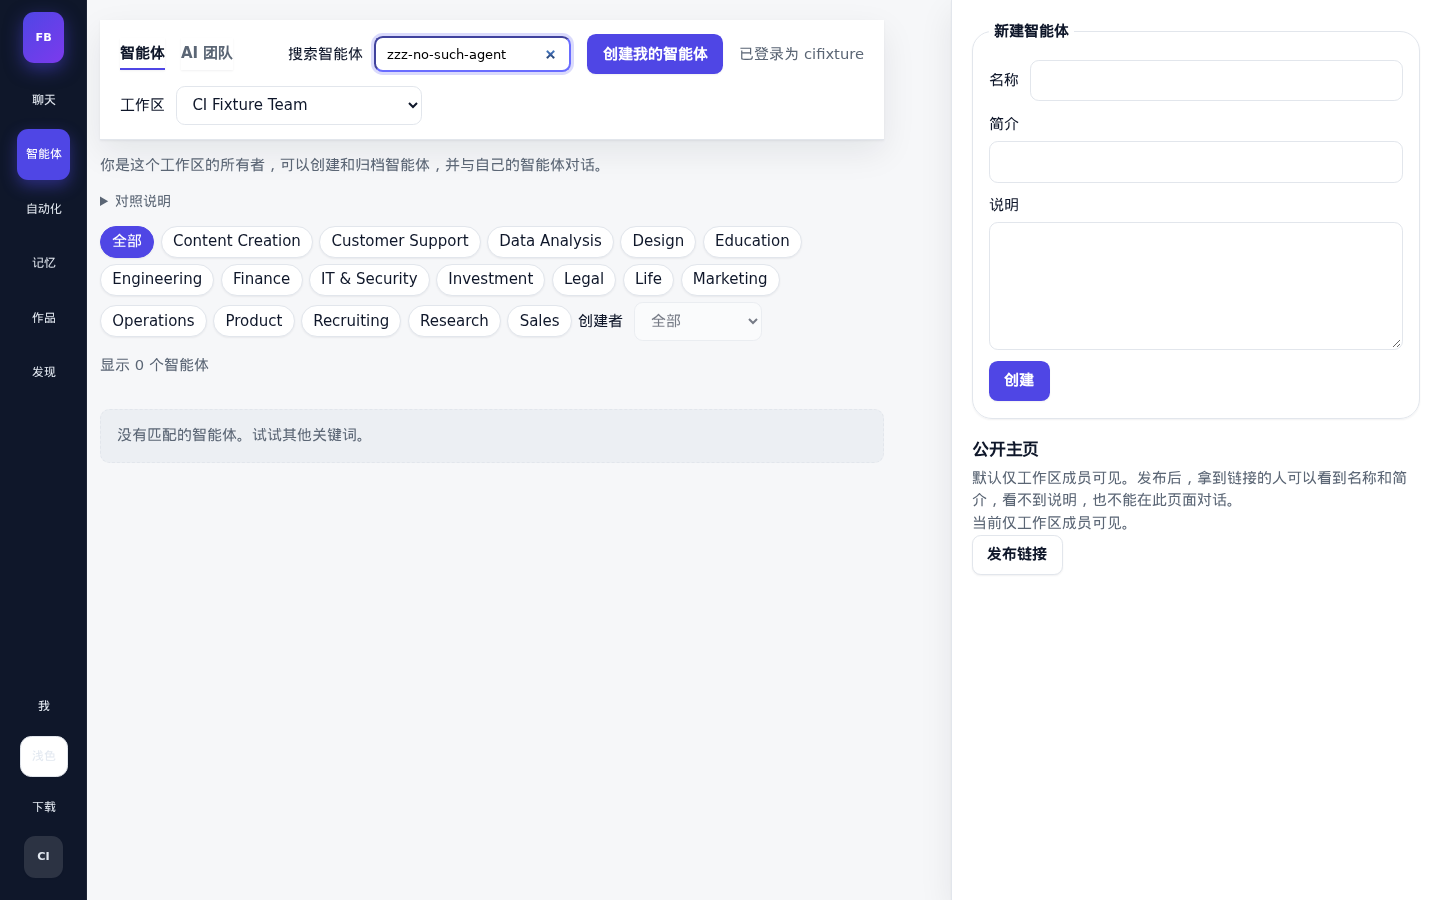 FB
聊天
智能体
自动化
记忆
作品
发现
我
浅色
下载
CI
智能体 AI 团队 搜索智能体 zzz-no-such-agent × 创建我的智能体 已登录为 cifixture
工作区 CI Fixture Team
你是这个工作区的所有者，可以创建和归档智能体，并与自己的智能体对话。
▶ 对照说明
全部 Content Creation Customer Support Data Analysis Design Education
Engineering Finance IT & Security Investment Legal Life Marketing
Operations Product Recruiting Research Sales 创建者 全部
显示 0 个智能体
没有匹配的智能体。试试其他关键词。
新建智能体
名称
简介
说明
创建
公开主页
默认仅工作区成员可见。发布后，拿到链接的人可以看到名称和简
介，看不到说明，也不能在此页面对话。
当前仅工作区成员可见。
发布链接